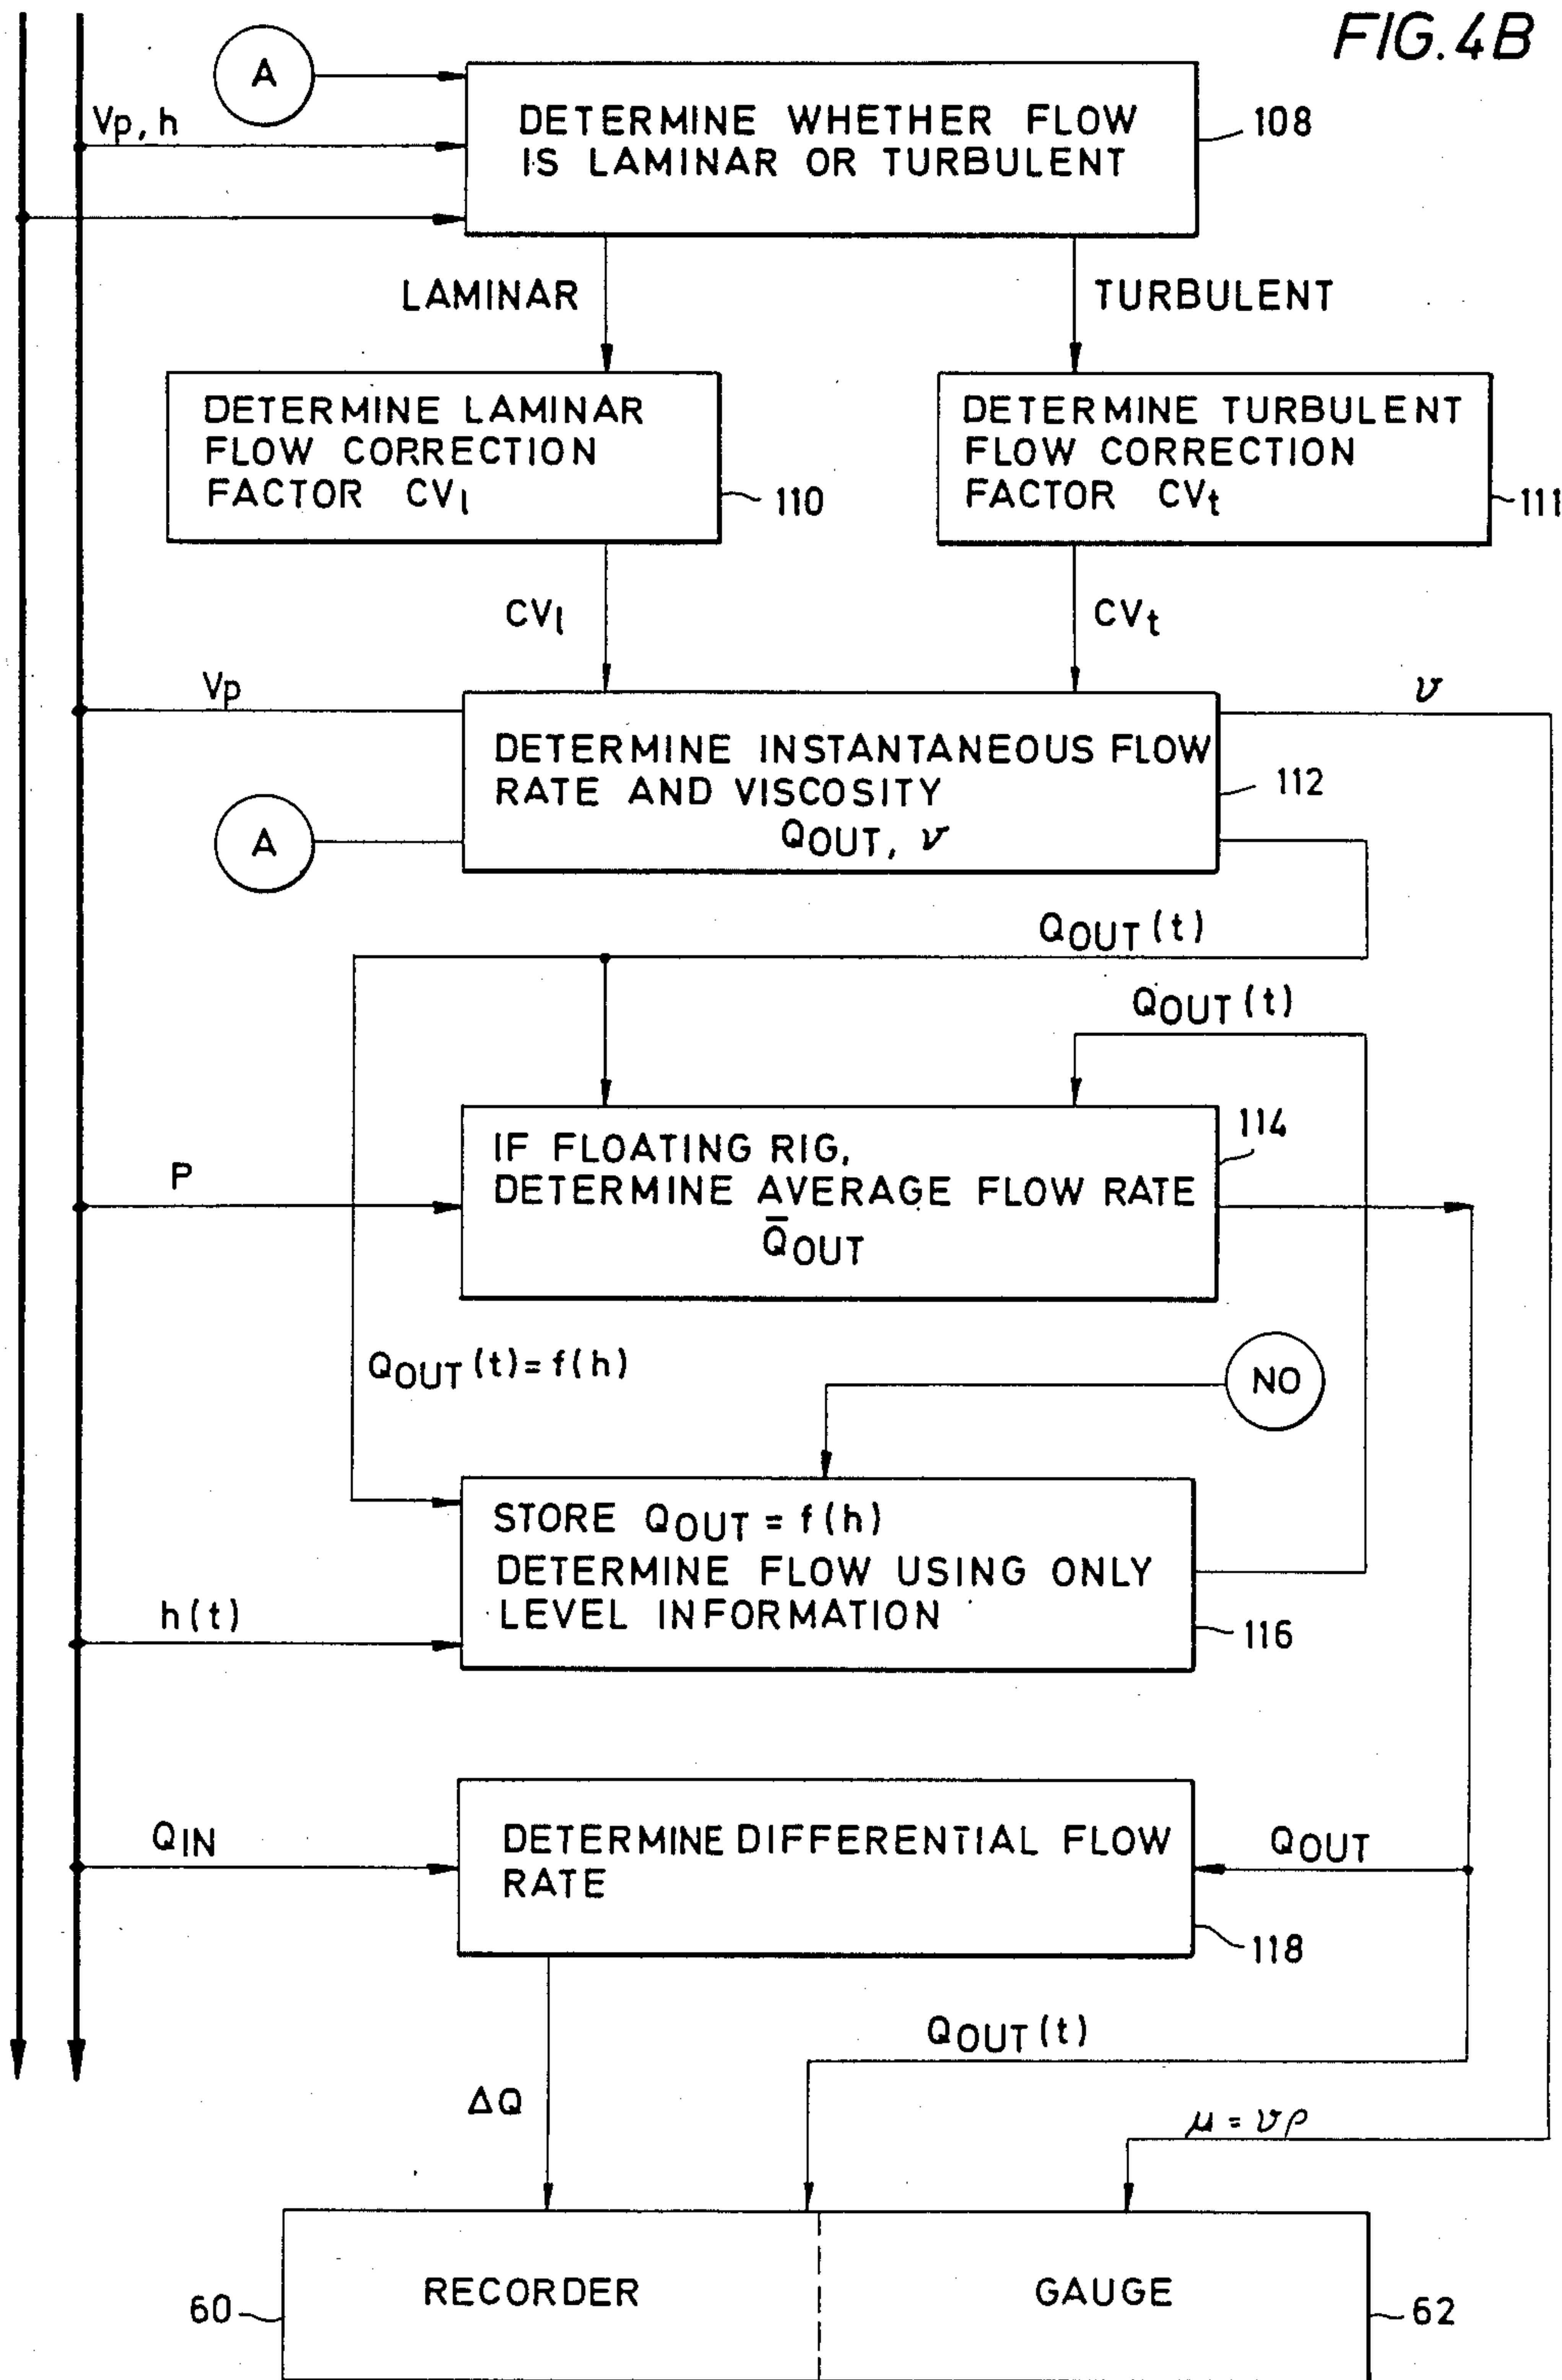 FIG. 4B
A
Vp, h
DETERMINE WHETHER FLOW
IS LAMINAR OR TURBULENT
108
LAMINAR
TURBULENT
DETERMINE LAMINAR
FLOW CORRECTION
FACTOR CVl
110
DETERMINE TURBULENT
FLOW CORRECTION
FACTOR CVt
111
CVl
CVt
Vp
ν
DETERMINE INSTANTANEOUS FLOW
RATE AND VISCOSITY
QOUT, ν
112
A
QOUT(t)
QOUT(t)
P
IF FLOATING RIG,
DETERMINE AVERAGE FLOW RATE
Q̄OUT
114
QOUT(t)=f(h)
NO
STORE QOUT = f(h)
DETERMINE FLOW USING ONLY
LEVEL INFORMATION
116
h(t)
QIN
DETERMINE DIFFERENTIAL FLOW
RATE
QOUT
118
QOUT(t)
ΔQ
μ = νρ
RECORDER
GAUGE
60
62